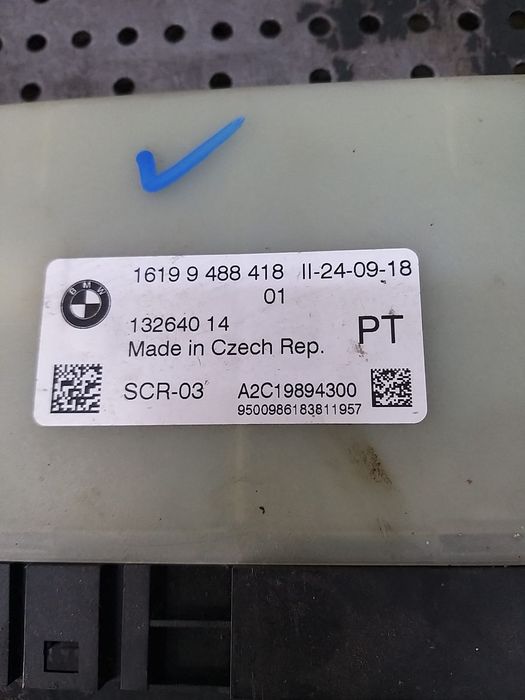 BMW
1619 9 488 418 II-24-09-18
01
132640 14
PT
Made in Czech Rep.
SCR-03 A2C19894300
9500986183811957